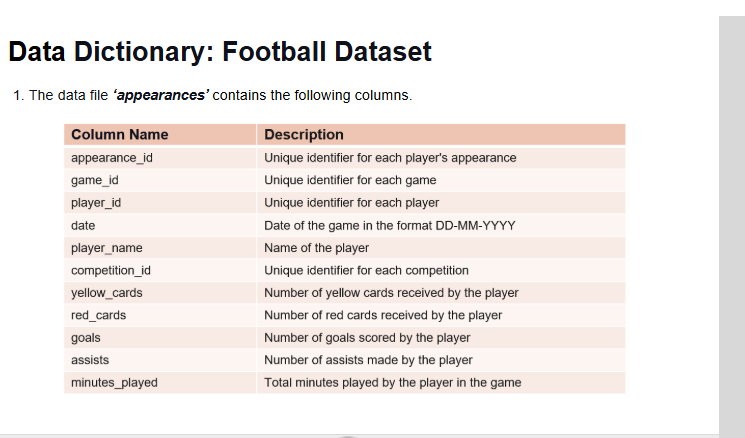 Data Dictionary: Football Dataset
1. The data file ‘appearances’ contains the following columns.
Column Name Description
appearance_id Unique identifier for each player's appearance
game_id Unique identifier for each game
player_id Unique identifier for each player
date Date of the game in the format DD-MM-YYYY
player_name Name of the player
competition_id Unique identifier for each competition
yellow_cards Number of yellow cards received by the player
red_cards Number of red cards received by the player
goals Number of goals scored by the player
assists Number of assists made by the player
minutes_played Total minutes played by the player in the game